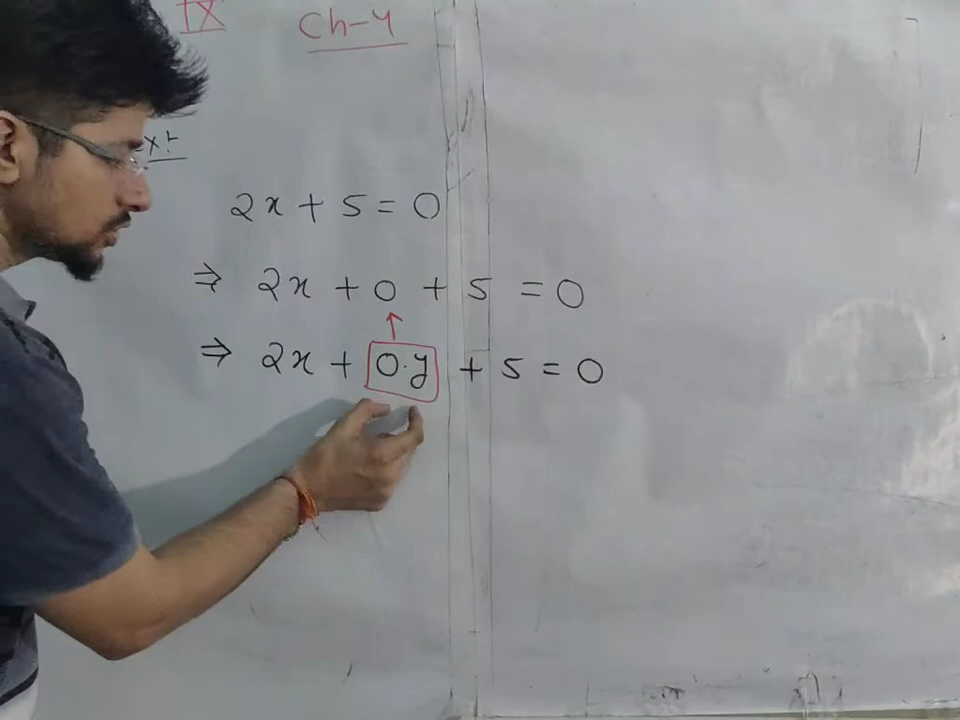 IX Ch-4
2x + 5 = 0
⇒ 2x + 0 + 5 = 0
⇒ 2x + 0·y + 5 = 0